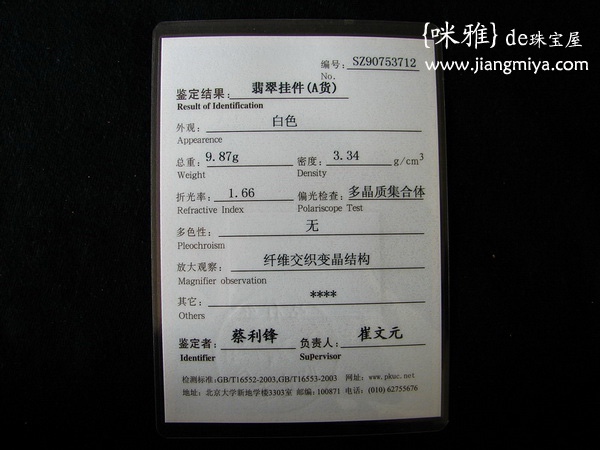 {咪雅}de珠宝屋
www.jiangmiya.com
编号: SZ90753712
No.
鉴定结果: 翡翠挂件(A货)
Result of Identification
外观: 白色
Appearence
总重: 9.87g 密度: 3.34 g/cm³
Weight Density
折光率: 1.66 偏光检查: 多晶质集合体
Refractive Index Polariscope Test
多色性: 无
Pleochroism
放大观察: 纤维交织变晶结构
Magnifier observation
其它: ****
Others
鉴定者: 蔡利锋 负责人: 崔文元
Identifier Supervisor
检测标准:GB/T16552-2003,GB/T16553-2003 网址: www.pkuc.net
地址: 北京大学新地学楼3303室 邮编:100871 电话: (010)62755676